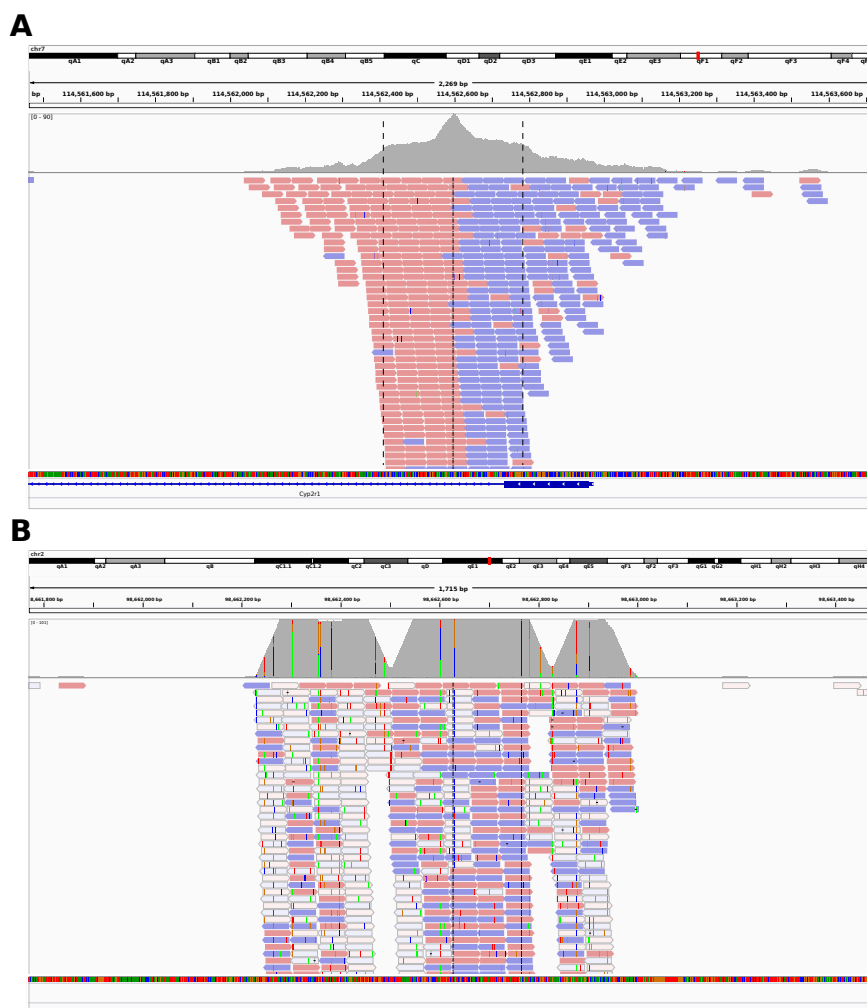 A
chr7
qA1 qA2 qA3 qB1 qB2 qB3 qB4 qB5 qC qD1 qD2 qD3 qE1 qE2 qE3 qF1 qF2 qF3 qF4
2,269 bp
bp 114,561,600 bp 114,561,800 bp 114,562,000 bp 114,562,200 bp 114,562,400 bp 114,562,600 bp 114,562,800 bp 114,563,000 bp 114,563,200 bp 114,563,400 bp 114,563,600 bp
[0 - 90]
Cyp2r1
B
chr2
qA1 qA2 qA3 qB qC1.1 qC1.2 qC2 qC3 qD qE1 qE2 qE3 qE4 qE5 qF1 qF2 qF3 qG1 qG2 qH1 qH2 qH3 qH4
1,715 bp
8,661,800 bp 98,662,000 bp 98,662,200 bp 98,662,400 bp 98,662,600 bp 98,662,800 bp 98,663,000 bp 98,663,200 bp 98,663,400 bp
[0 - 101]